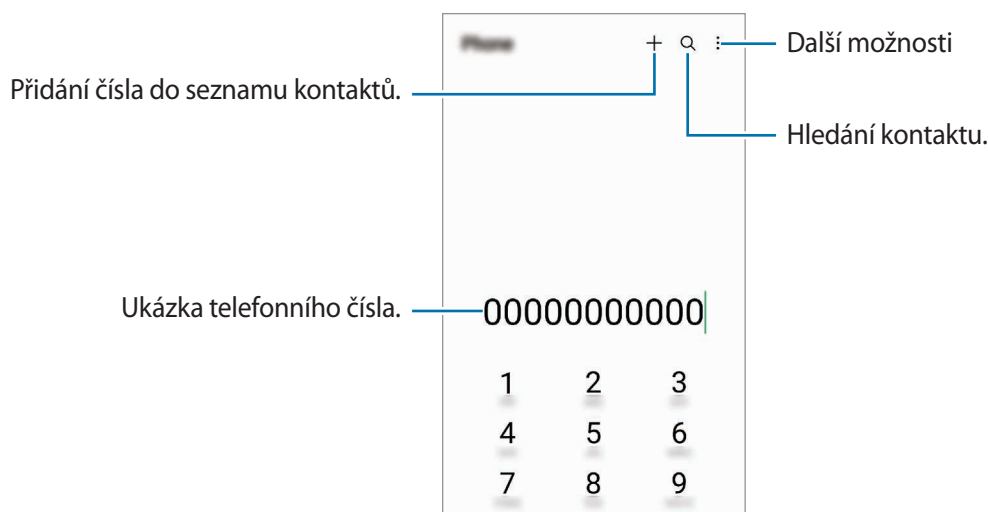 Další možnosti
Přidání čísla do seznamu kontaktů.
Hledání kontaktu.
Ukázka telefonního čísla.
00000000000
1 2 3
4 5 6
7 8 9